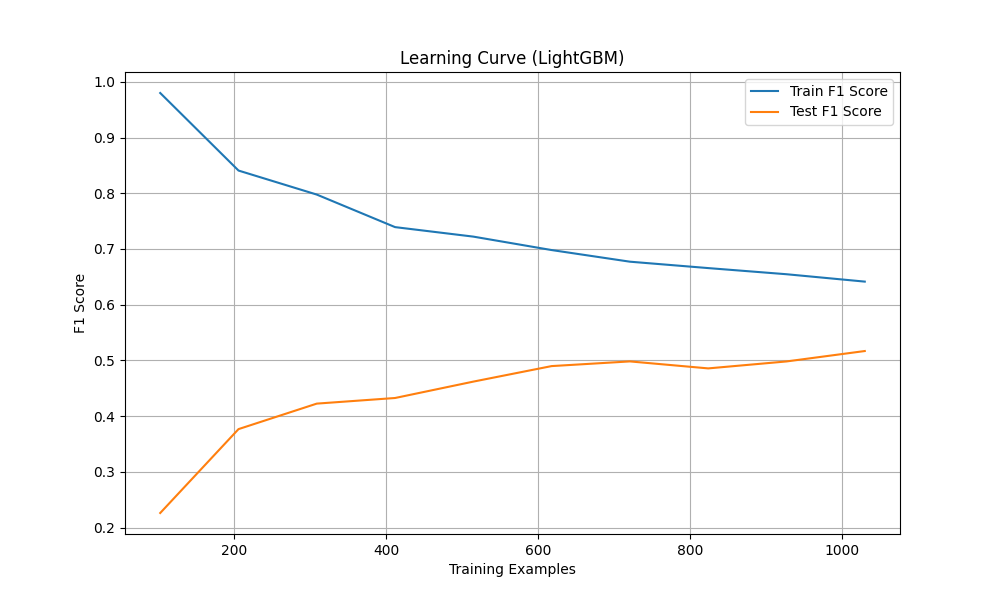 Learning Curve (LightGBM)
Train F1 Score
Test F1 Score
F1 Score
1.0
0.9
0.8
0.7
0.6
0.5
0.4
0.3
0.2
200 400 600 800 1000
Training Examples